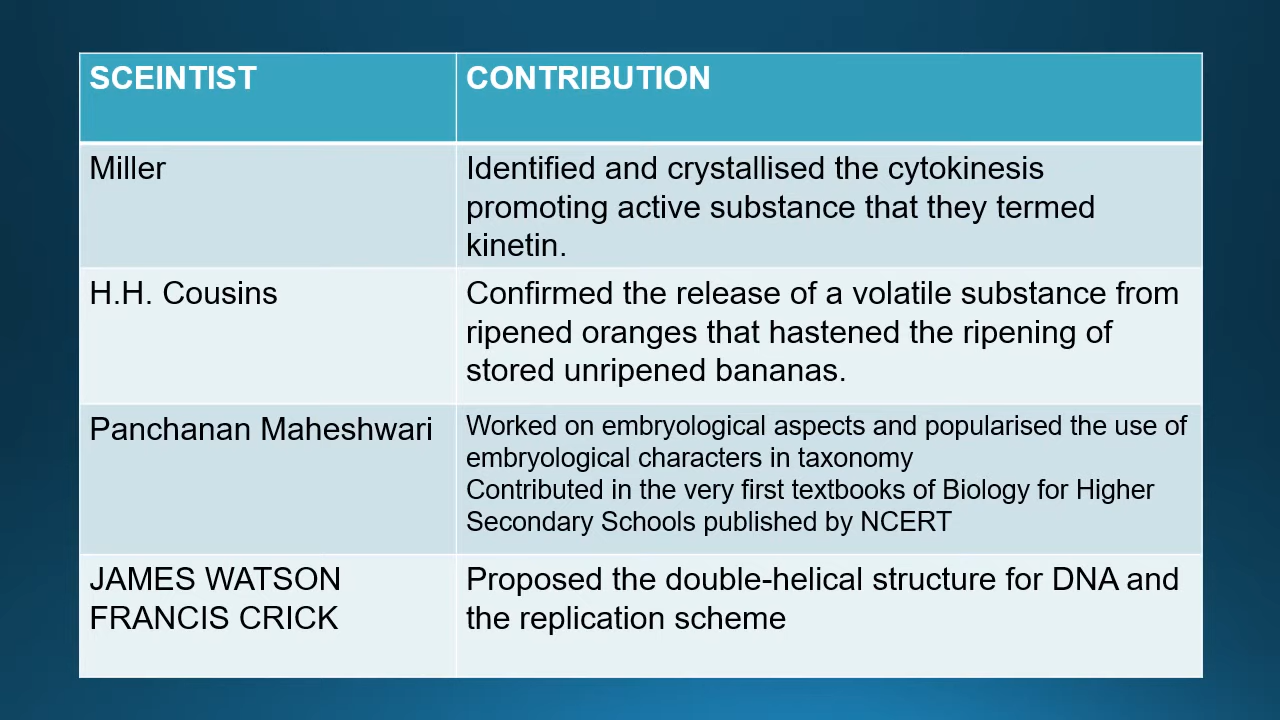 SCEINTIST
CONTRIBUTION
Miller
Identified and crystallised the cytokinesis
promoting active substance that they termed
kinetin.
H.H. Cousins
Confirmed the release of a volatile substance from
ripened oranges that hastened the ripening of
stored unripened bananas.
Panchanan Maheshwari
Worked on embryological aspects and popularised the use of
embryological characters in taxonomy
Contributed in the very first textbooks of Biology for Higher
Secondary Schools published by NCERT
JAMES WATSON
FRANCIS CRICK
Proposed the double-helical structure for DNA and
the replication scheme